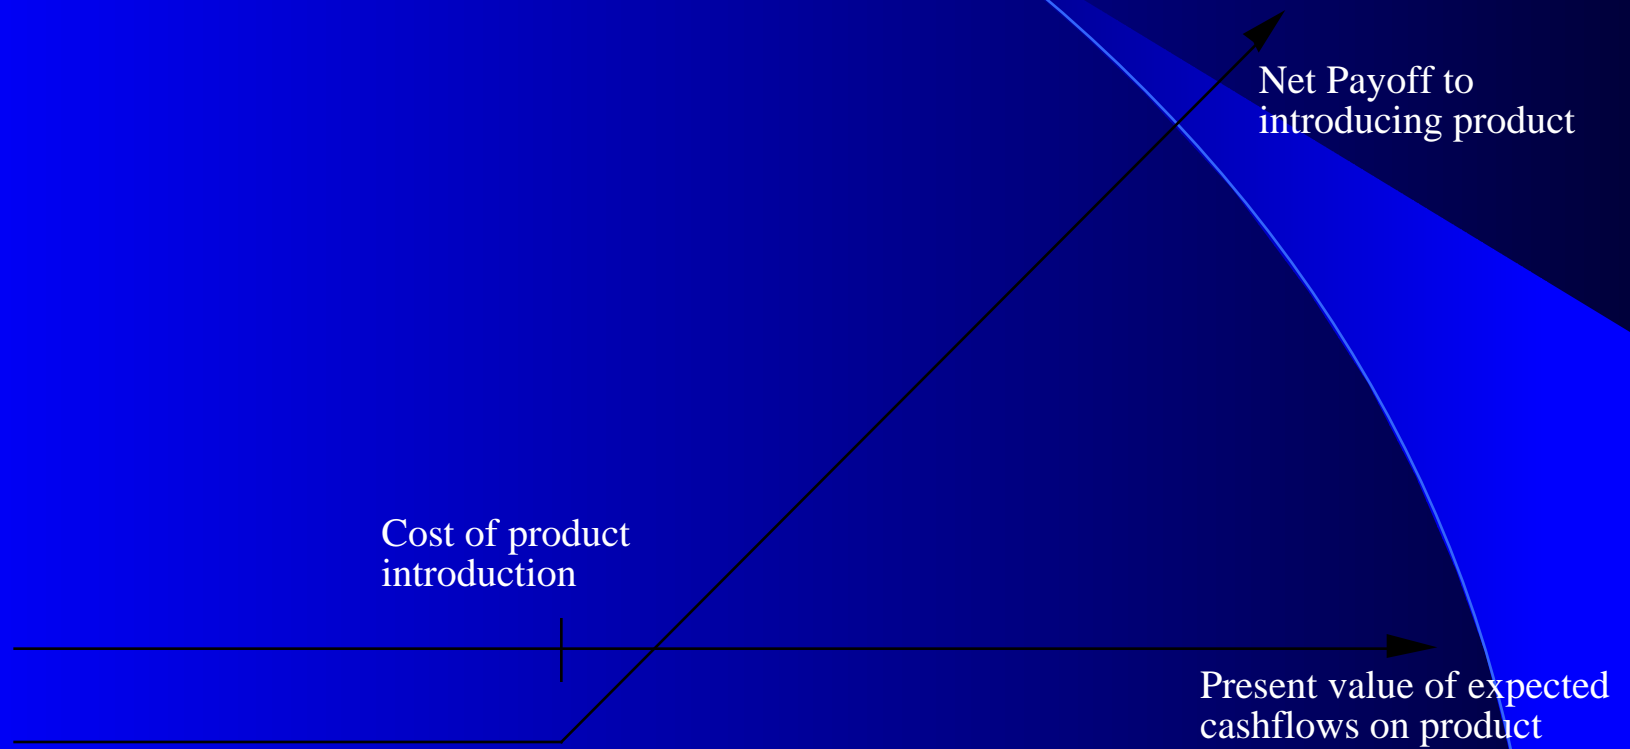 Net Payoff to
introducing product
Cost of product
introduction
Present value of expected
cashflows on product